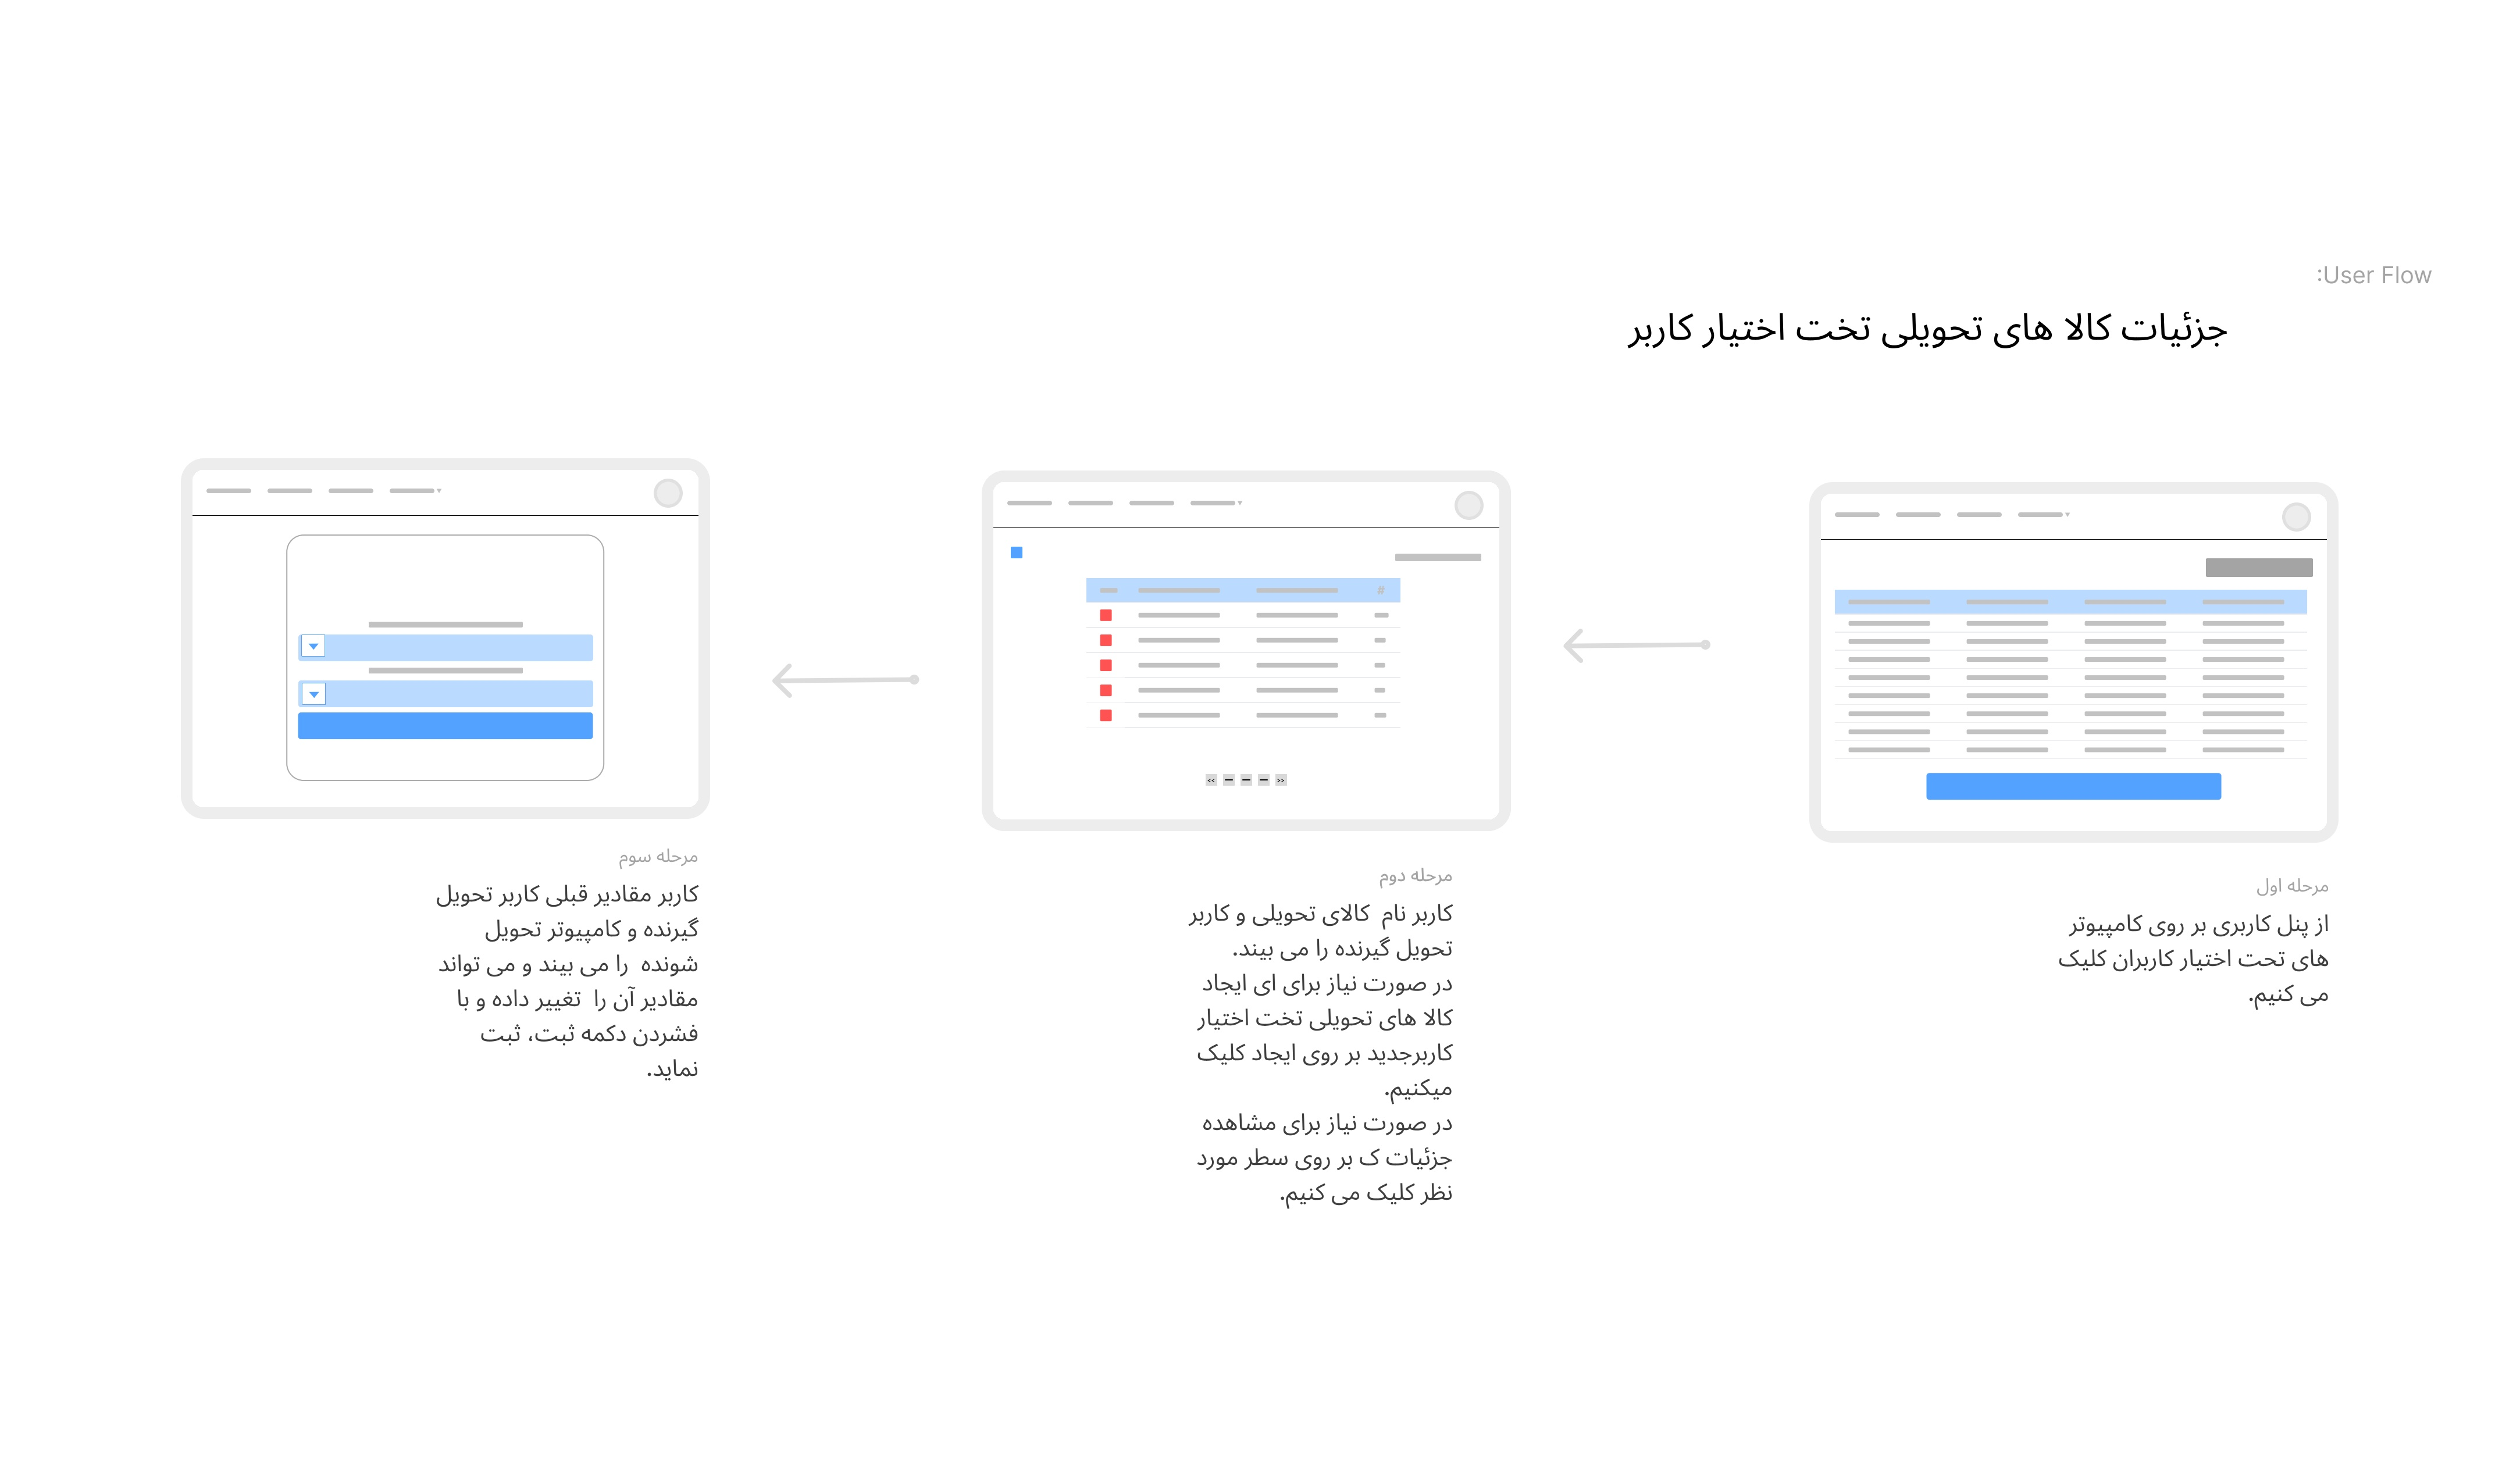 User Flow:
جزئیات کالا های تحویلی تخت اختیار کاربر
#
<<
>>
مرحله اول
از پنل کاربری بر روی کامپیوتر
های تحت اختیار کاربران کلیک
می کنیم.
مرحله دوم
کاربر نام  کالای تحویلی و کاربر
تحویل گیرنده را می بیند.
در صورت نیاز برای ای ایجاد
کالا های تحویلی تخت اختیار
کاربرجدید بر روی ایجاد کلیک
میکنیم.
در صورت نیاز برای مشاهده
جزئیات ک بر روی سطر مورد
نظر کلیک می کنیم.
مرحله سوم
کاربر مقادیر قبلی کاربر تحویل
گیرنده و کامپیوتر تحویل
شونده  را می بیند و می تواند
مقادیر آن را  تغییر داده و با
فشردن دکمه ثبت، ثبت
نماید.